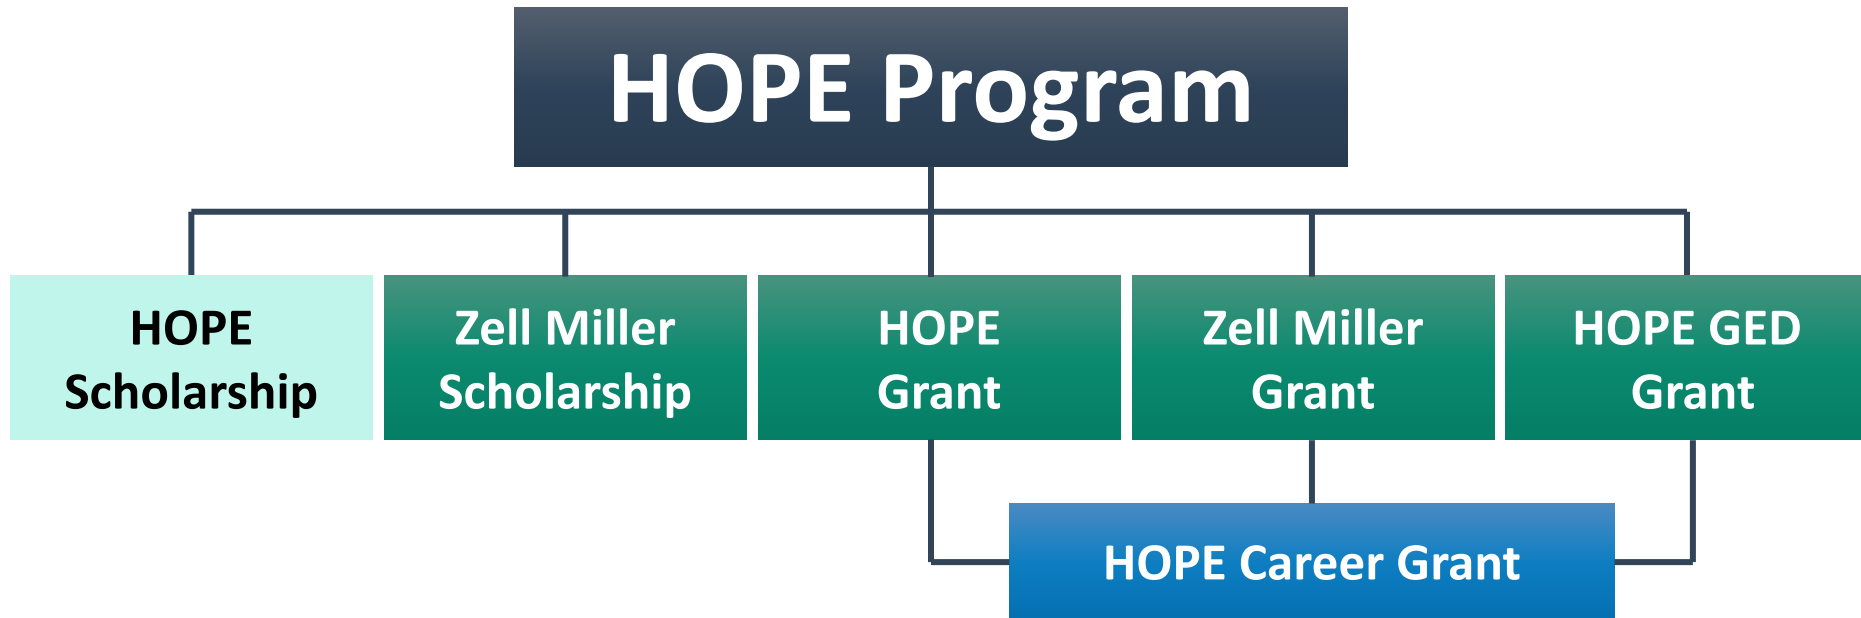 HOPE Program
HOPE
Scholarship
Zell Miller
Scholarship
HOPE
Grant
Zell Miller
Grant
HOPE GED
Grant
HOPE Career Grant